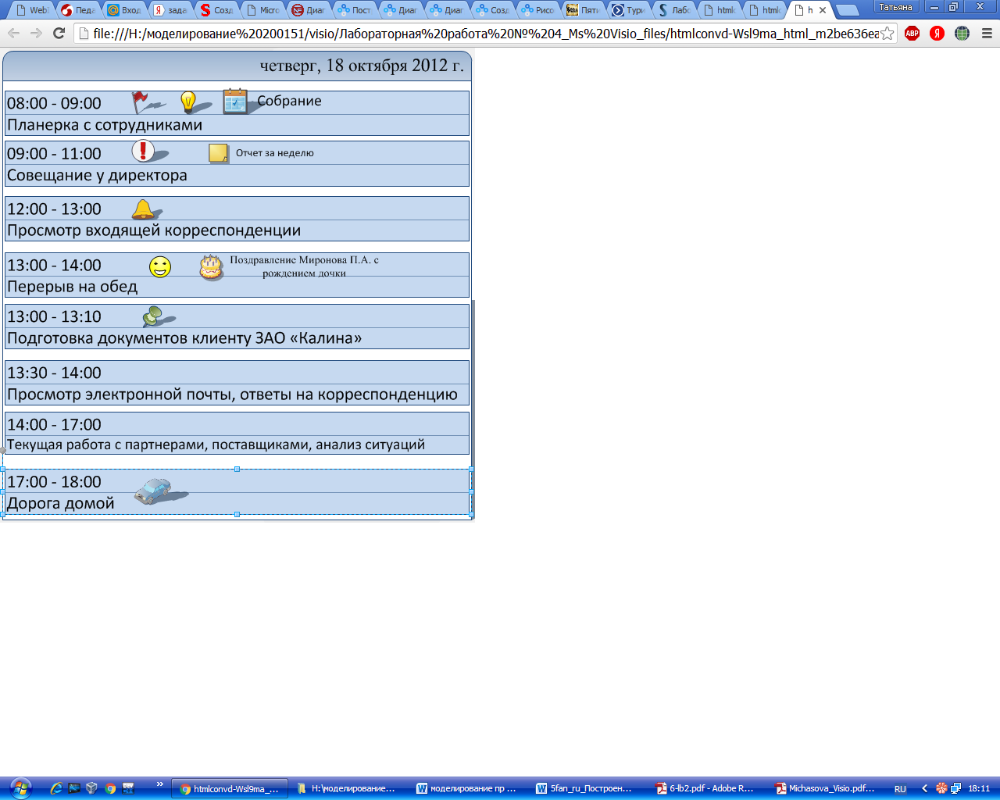 Web
Педа
Вход
зада
Созд
Micro
Диаг
Пост
Диаг
Диаг
Созд
Рисо
Пяти
Тури
Лабо
htmlc
htmlc
h
Татьяна
file:///H:/моделирование%20200151/visio/Лабораторная%20работа%20№%204_Ms%20Visio_files/htmlconvd-Wsl9ma_html_m2be636ea
ABP
Я
четверг, 18 октября 2012 г.
08:00 - 09:00 Собрание
Планерка с сотрудниками
09:00 - 11:00 Отчет за неделю
Совещание у директора
12:00 - 13:00
Просмотр входящей корреспонденции
13:00 - 14:00 Поздравление Миронова П.А. с
рождением дочки
Перерыв на обед
13:00 - 13:10
Подготовка документов клиенту ЗАО «Калина»
13:30 - 14:00
Просмотр электронной почты, ответы на корреспонденцию
14:00 - 17:00
Текущая работа с партнерами, поставщиками, анализ ситуаций
17:00 - 18:00
Дорога домой
htmlconvd-Wsl9ma_...
H:\моделирование...
моделирование пр ...
5fan_ru_Построен...
6-lb2.pdf - Adobe R...
Michasova_Visio.pdf...
RU
18:11